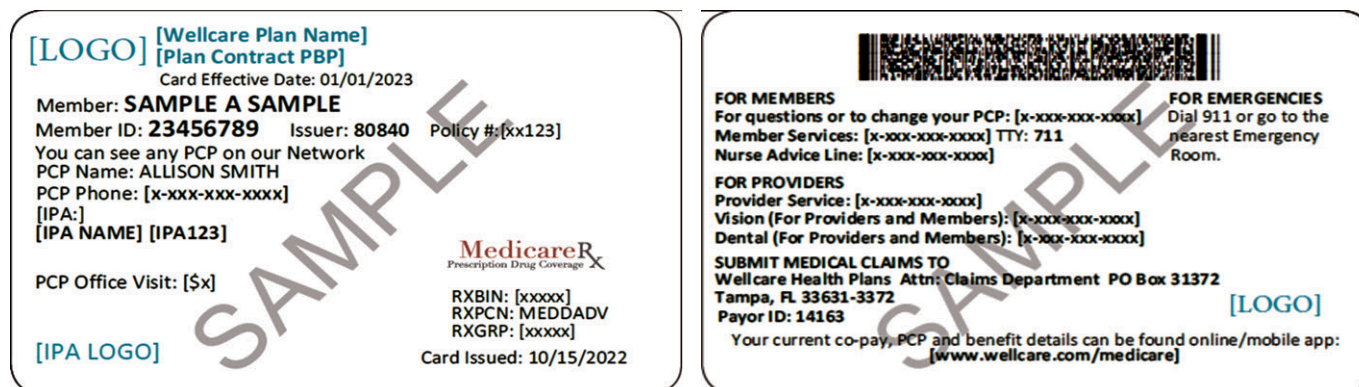 [LOGO]
[Wellcare Plan Name]
[Plan Contract PBP]
Card Effective Date: 01/01/2023
Member: SAMPLE A SAMPLE
Member ID: 23456789 Issuer: 80840 Policy #:[xx123]
You can see any PCP on our Network
PCP Name: ALLISON SMITH
PCP Phone: [x-xxx-xxx-xxxx]
[IPA:]
[IPA NAME] [IPA123]
PCP Office Visit: [$x]
[IPA LOGO]
MedicareRx
Prescription Drug Coverage
RXBIN: [xxxxx]
RXPCN: MEDDADV
RXGRP: [xxxxx]
Card Issued: 10/15/2022
SAMPLE
FOR MEMBERS
For questions or to change your PCP: [x-xxx-xxx-xxxx]
Member Services: [x-xxx-xxx-xxxx] TTY: 711
Nurse Advice Line: [x-xxx-xxx-xxxx]
FOR EMERGENCIES
Dial 911 or go to the
nearest Emergency
Room.
FOR PROVIDERS
Provider Service: [x-xxx-xxx-xxxx]
Vision (For Providers and Members): [x-xxx-xxx-xxxx]
Dental (For Providers and Members): [x-xxx-xxx-xxxx]
SUBMIT MEDICAL CLAIMS TO
Wellcare Health Plans Attn: Claims Department PO Box 31372
Tampa, FL 33631-3372
Payor ID: 14163
[LOGO]
Your current co-pay, PCP and benefit details can be found online/mobile app:
[www.wellcare.com/medicare]
SAMPLE